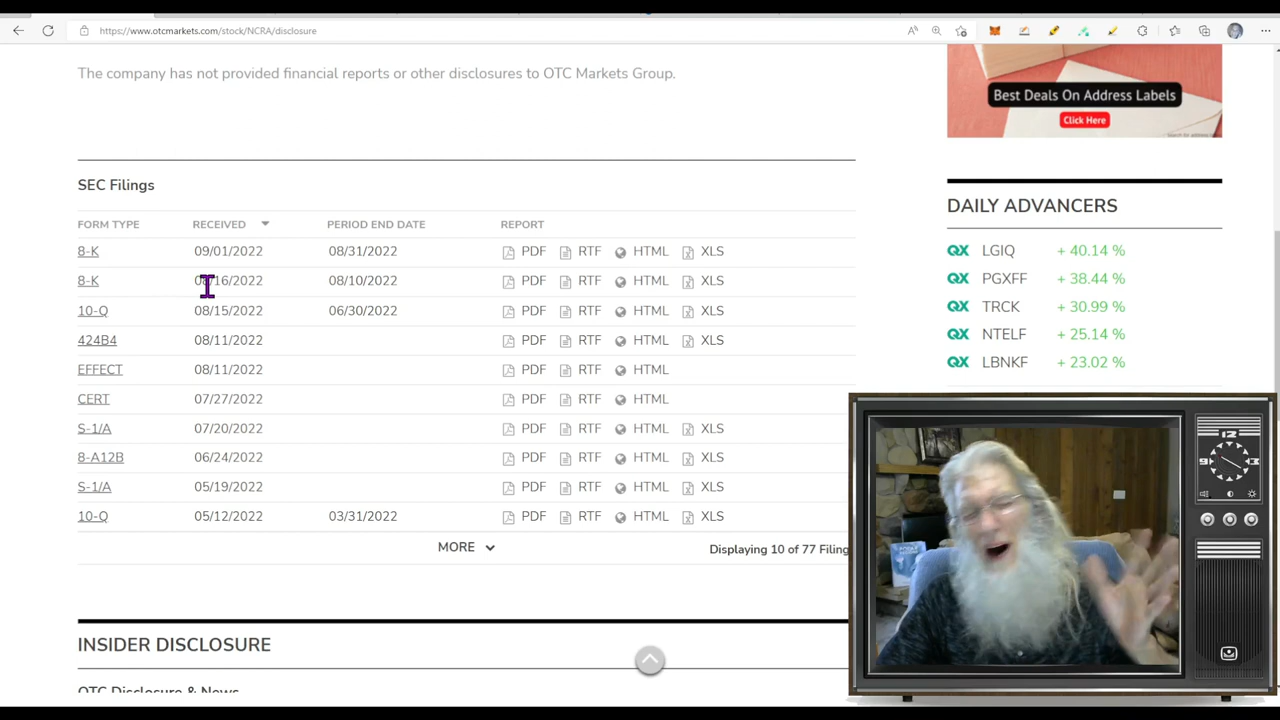 https://www.otcmarkets.com/stock/NCRA/disclosure
The company has not provided financial reports or other disclosures to OTC Markets Group.
Best Deals On Address Labels
Click Here
SEC Filings
FORM TYPE RECEIVED PERIOD END DATE REPORT
8-K 09/01/2022 08/31/2022 PDF RTF HTML XLS
8-K 08/16/2022 08/10/2022 PDF RTF HTML XLS
10-Q 08/15/2022 06/30/2022 PDF RTF HTML XLS
424B4 08/11/2022 PDF RTF HTML XLS
EFFECT 08/11/2022 PDF RTF HTML
CERT 07/27/2022 PDF RTF HTML
S-1/A 07/20/2022 PDF RTF HTML XLS
8-A12B 06/24/2022 PDF RTF HTML XLS
S-1/A 05/19/2022 PDF RTF HTML XLS
10-Q 05/12/2022 03/31/2022 PDF RTF HTML XLS
MORE Displaying 10 of 77 Filing
INSIDER DISCLOSURE
OTC Disclosure & News
DAILY ADVANCERS
QX LGIQ + 40.14 %
QX PGXFF + 38.44 %
QX TRCK + 30.99 %
QX NTELF + 25.14 %
QX LBNKF + 23.02 %
12
9 3